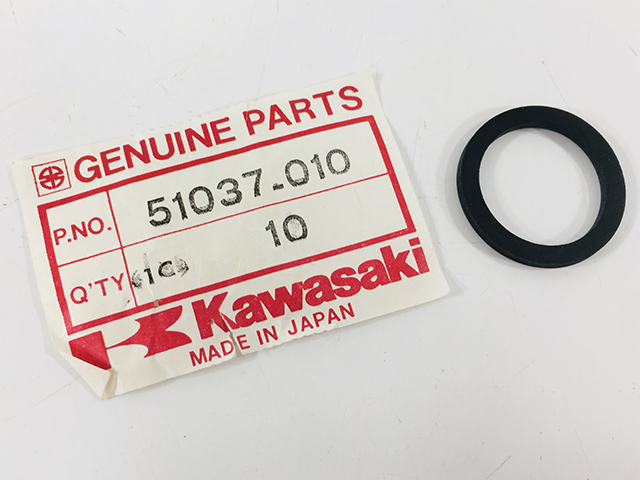 GENUINE PARTS
P.NO. 51037-010
Q'TY 10
Kawasaki
MADE IN JAPAN